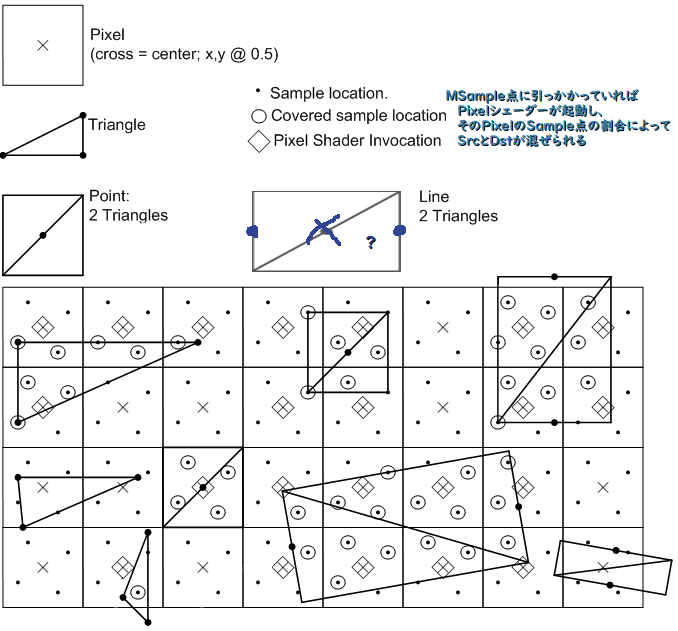 Pixel
(cross = center; x,y @ 0.5)
Sample location.
Covered sample location
Pixel Shader Invocation
MSample点に引っかかっていれば
Pixelシェーダーが起動し、
そのPixelのSample点の割合によって
SrcとDstが混ぜられる
Triangle
Point:
2 Triangles
Line
2 Triangles
?